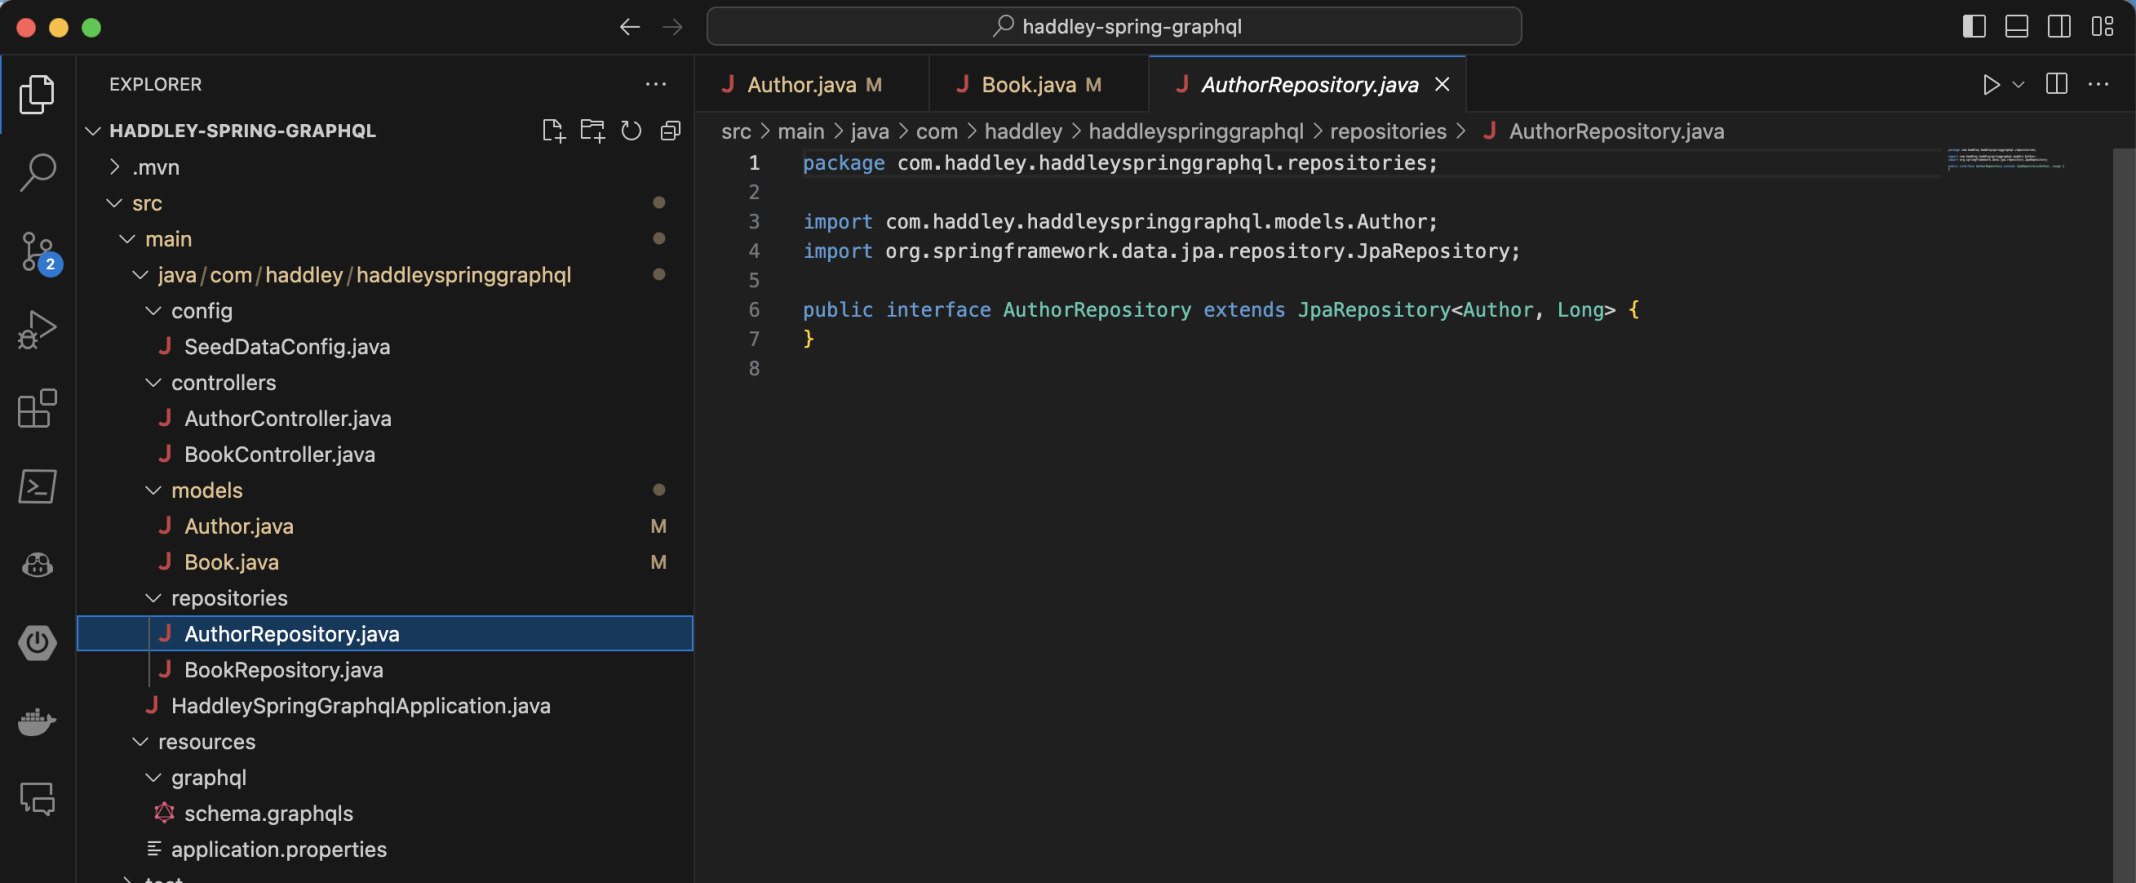 haddley-spring-graphql
EXPLORER
HADDLEY-SPRING-GRAPHQL
.mvn
src
main
java/com/haddley/haddleyspringgraphql
config
SeedDataConfig.java
controllers
AuthorController.java
BookController.java
models
Author.java M
Book.java M
repositories
AuthorRepository.java
BookRepository.java
HaddleySpringGraphqlApplication.java
resources
graphql
schema.graphqls
application.properties
2
Author.java M
Book.java M
AuthorRepository.java
src > main > java > com > haddley > haddleyspringgraphql > repositories > AuthorRepository.java
1 package com.haddley.haddleyspringgraphql.repositories;
2
3 import com.haddley.haddleyspringgraphql.models.Author;
4 import org.springframework.data.jpa.repository.JpaRepository;
5
6 public interface AuthorRepository extends JpaRepository<Author, Long> {
7 }
8